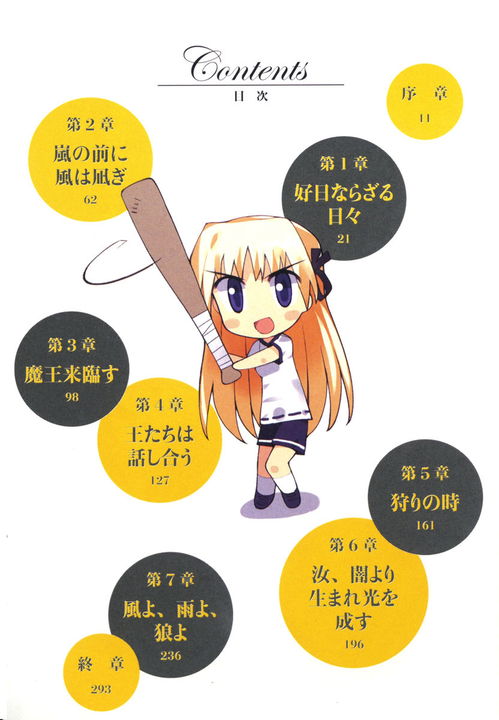 Contents
目次
序章
11
第1章
好日ならざる
日々
21
第2章
嵐の前に
風は凪ぎ
62
第3章
魔王来臨す
98
第4章
王たちは
話し合う
127
第5章
狩りの時
161
第6章
汝、闇より
生まれ光を
成す
196
第7章
風よ、雨よ、
狼よ
236
終章
293